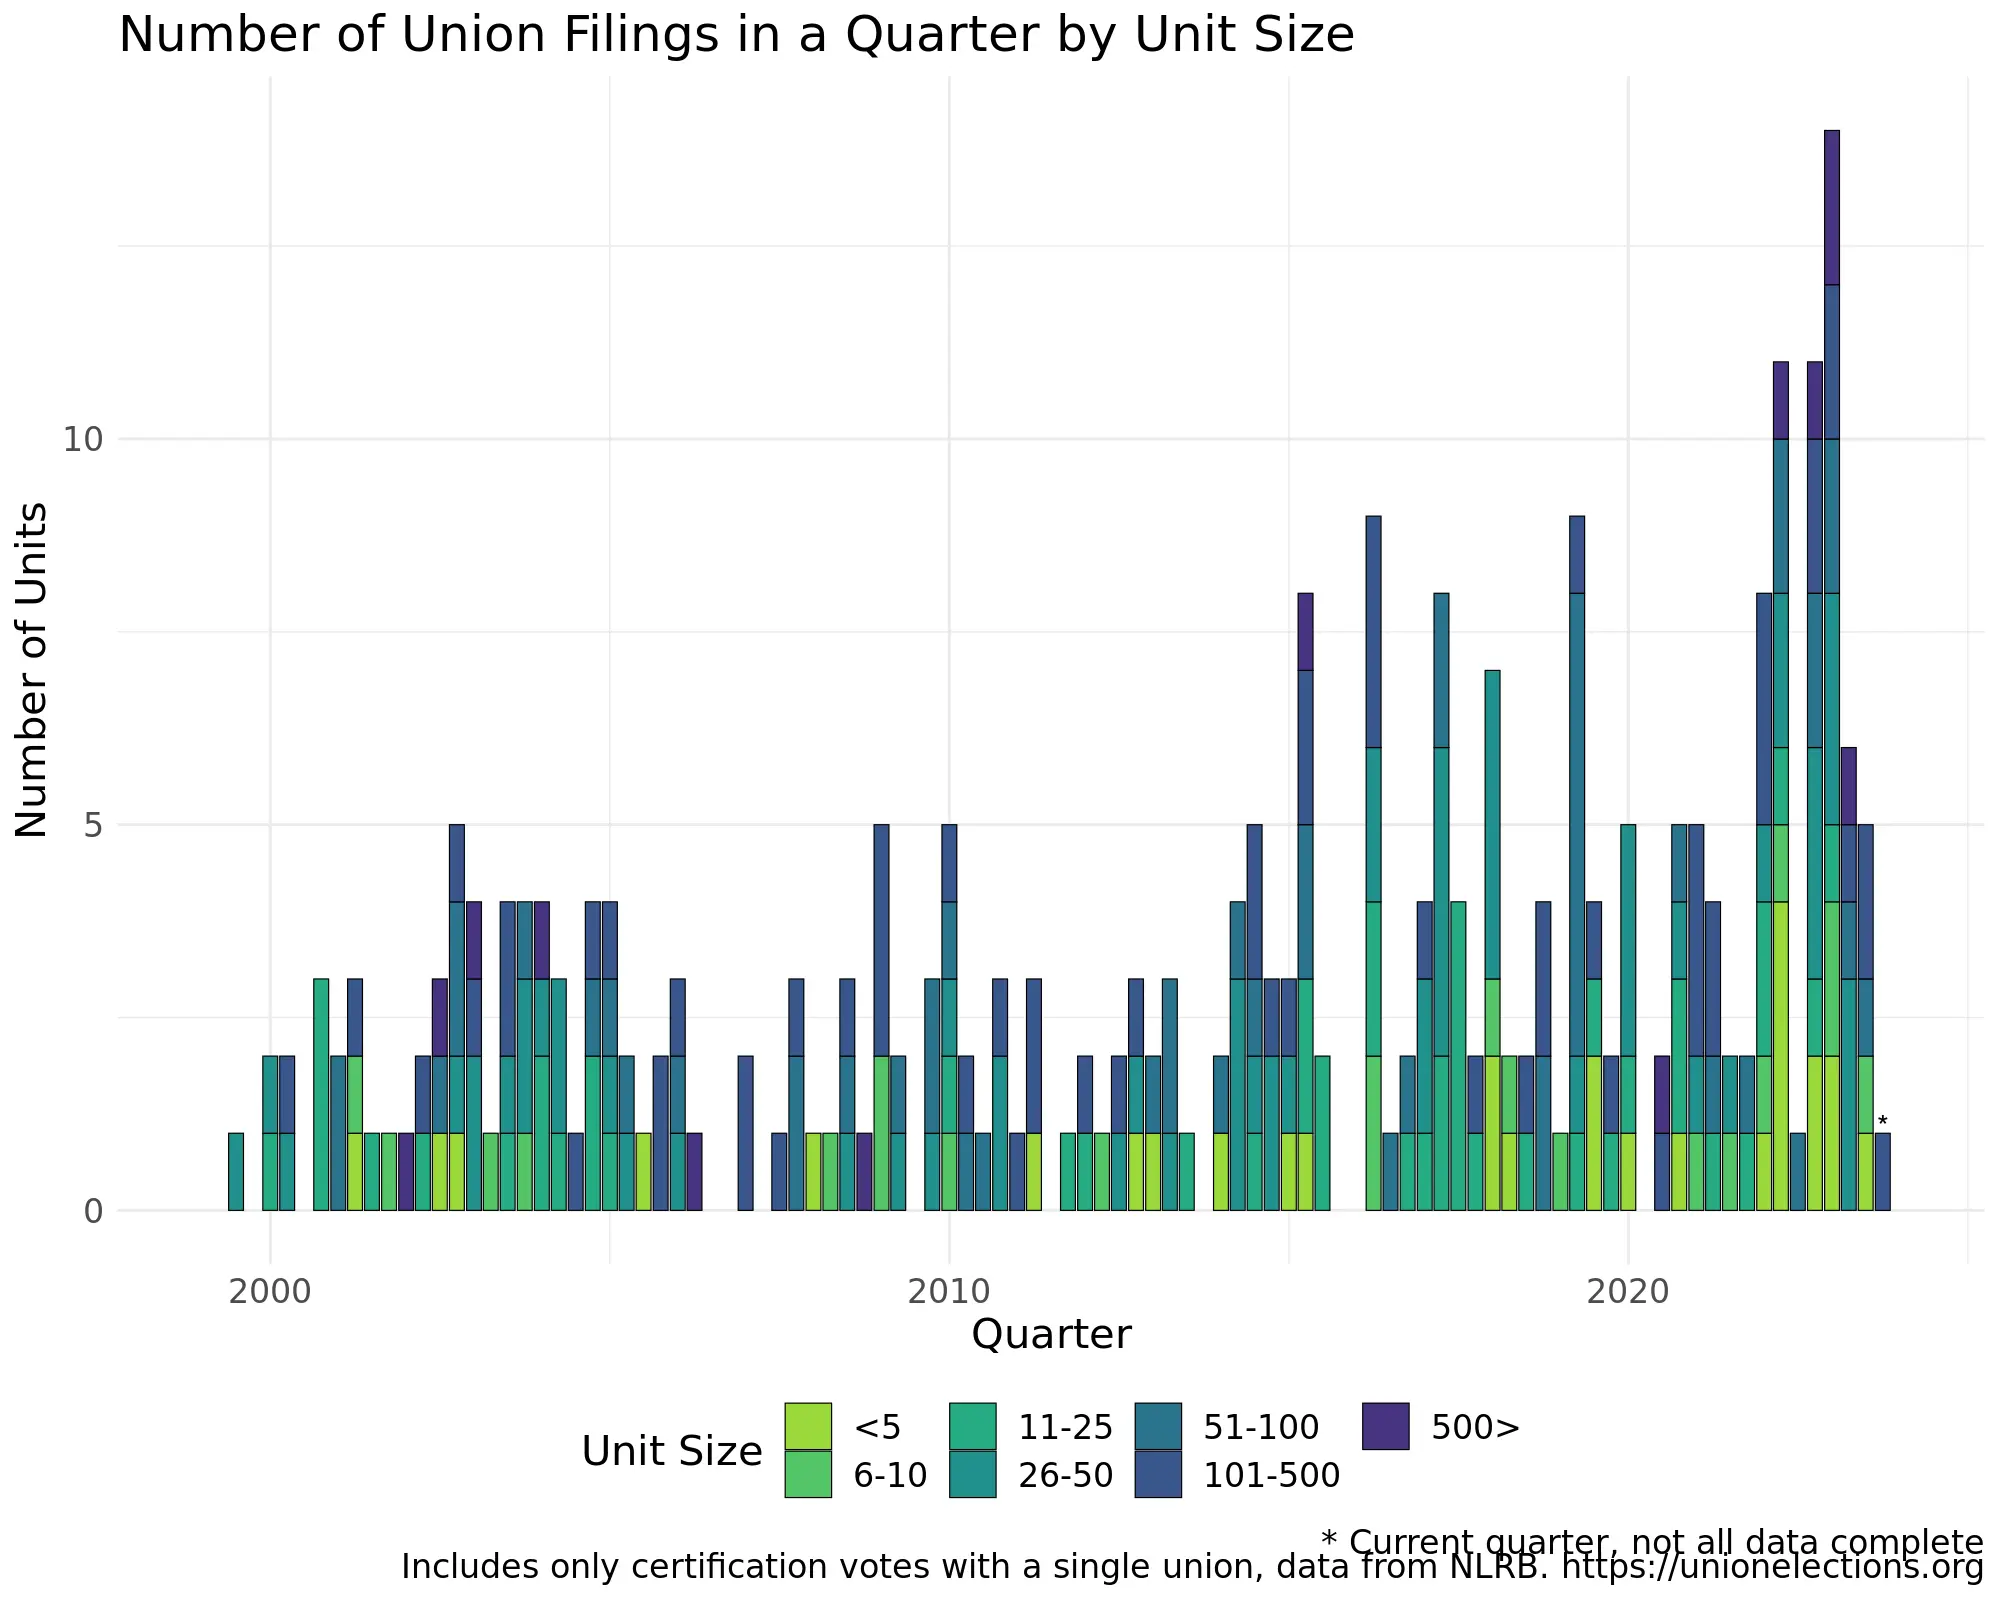 Number of Union Filings in a Quarter by Unit Size
Number of Units
10
5
0
*
2000 2010 2020
Quarter
Unit Size
<5 11-25 51-100 500>
6-10 26-50 101-500
* Current quarter, not all data complete
Includes only certification votes with a single union, data from NLRB. https://unionelections.org